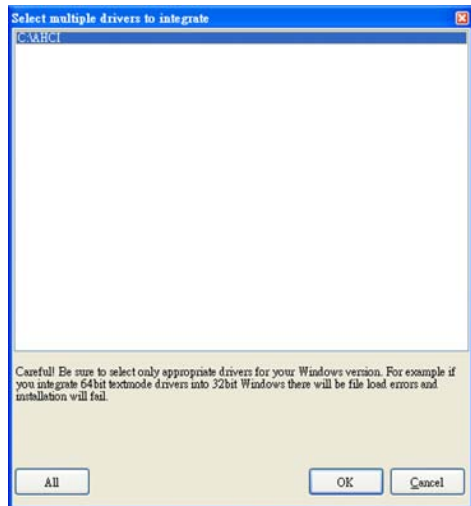 Select multiple drivers to integrate
C:\AHCI
Careful! Be sure to select only appropriate drivers for your Windows version. For example if
you integrate 64bit textmode drivers into 32bit Windows there will be file load errors and
installation will fail.
All
OK
Cancel